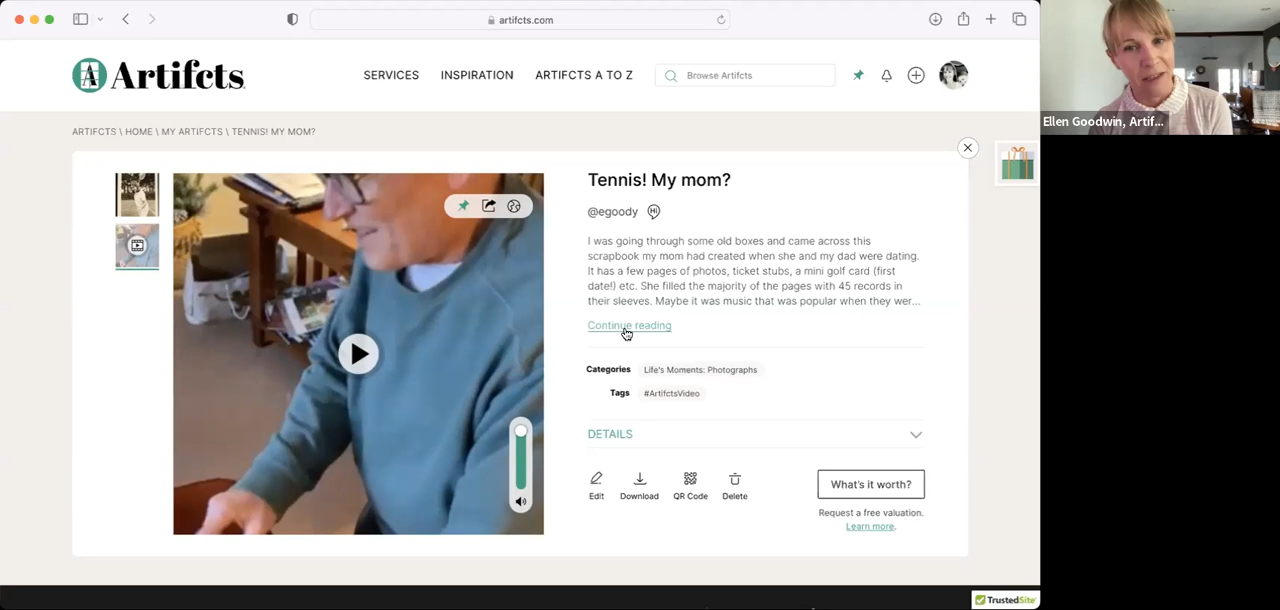 artifcts.com
Artifcts
SERVICES
INSPIRATION
ARTIFCTS A TO Z
Browse Artifcts
Ellen Goodwin, Artif...
ARTIFCTS \ HOME \ MY ARTIFCTS \ TENNIS! MY MOM?
Tennis! My mom?
@egoody
Hi
I was going through some old boxes and came across this
scrapbook my mom had created when she and my dad were dating.
It has a few pages of photos, ticket stubs, a mini golf card (first
date!) etc. She filled the majority of the pages with 45 records in
their sleeves. Maybe it was music that was popular when they wer...
Continue reading
Categories Life's Moments: Photographs
Tags #ArtifctsVideo
DETAILS
Edit Download QR Code Delete
What's it worth?
Request a free valuation.
Learn more.
TrustedSite